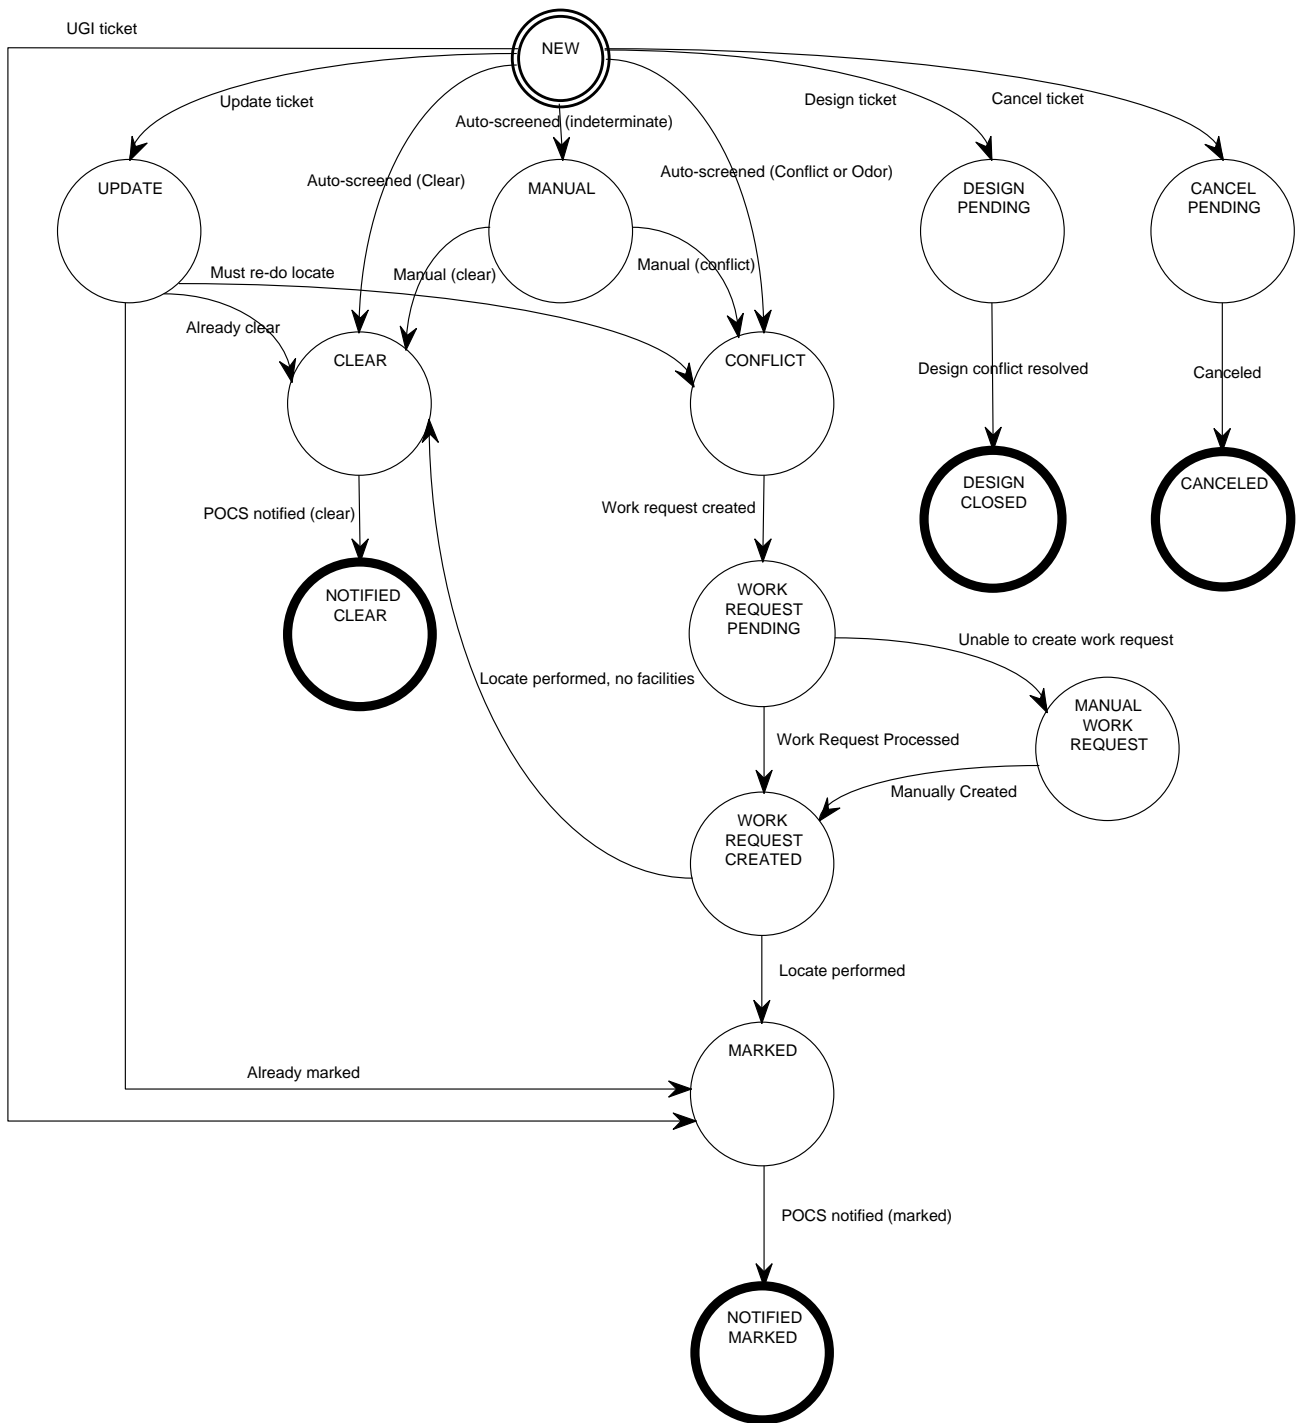 UGI ticket
NEW
Update ticket
Design ticket
Cancel ticket
Auto-screened (indeterminate)
Auto-screened (Clear)
Auto-screened (Conflict or Odor)
UPDATE
MANUAL
DESIGN
PENDING
CANCEL
PENDING
Must re-do locate
Manual (clear)
Manual (conflict)
Already clear
CLEAR
CONFLICT
Design conflict resolved
Canceled
POCS notified (clear)
Work request created
DESIGN
CLOSED
CANCELED
NOTIFIED
CLEAR
WORK
REQUEST
PENDING
Unable to create work request
Locate performed, no facilities
MANUAL
WORK
REQUEST
Work Request Processed
Manually Created
WORK
REQUEST
CREATED
Locate performed
MARKED
Already marked
POCS notified (marked)
NOTIFIED
MARKED